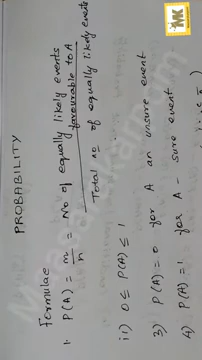 PROBABILITY
Formulae
1. P(A) = m/n = No of equally likely events favourable to A / Total no of equally likely events
ii) 0 ≤ P(A) ≤ 1
3) P(A) = 0 for A an unsure event
4) P(A) = 1 for A - sure event